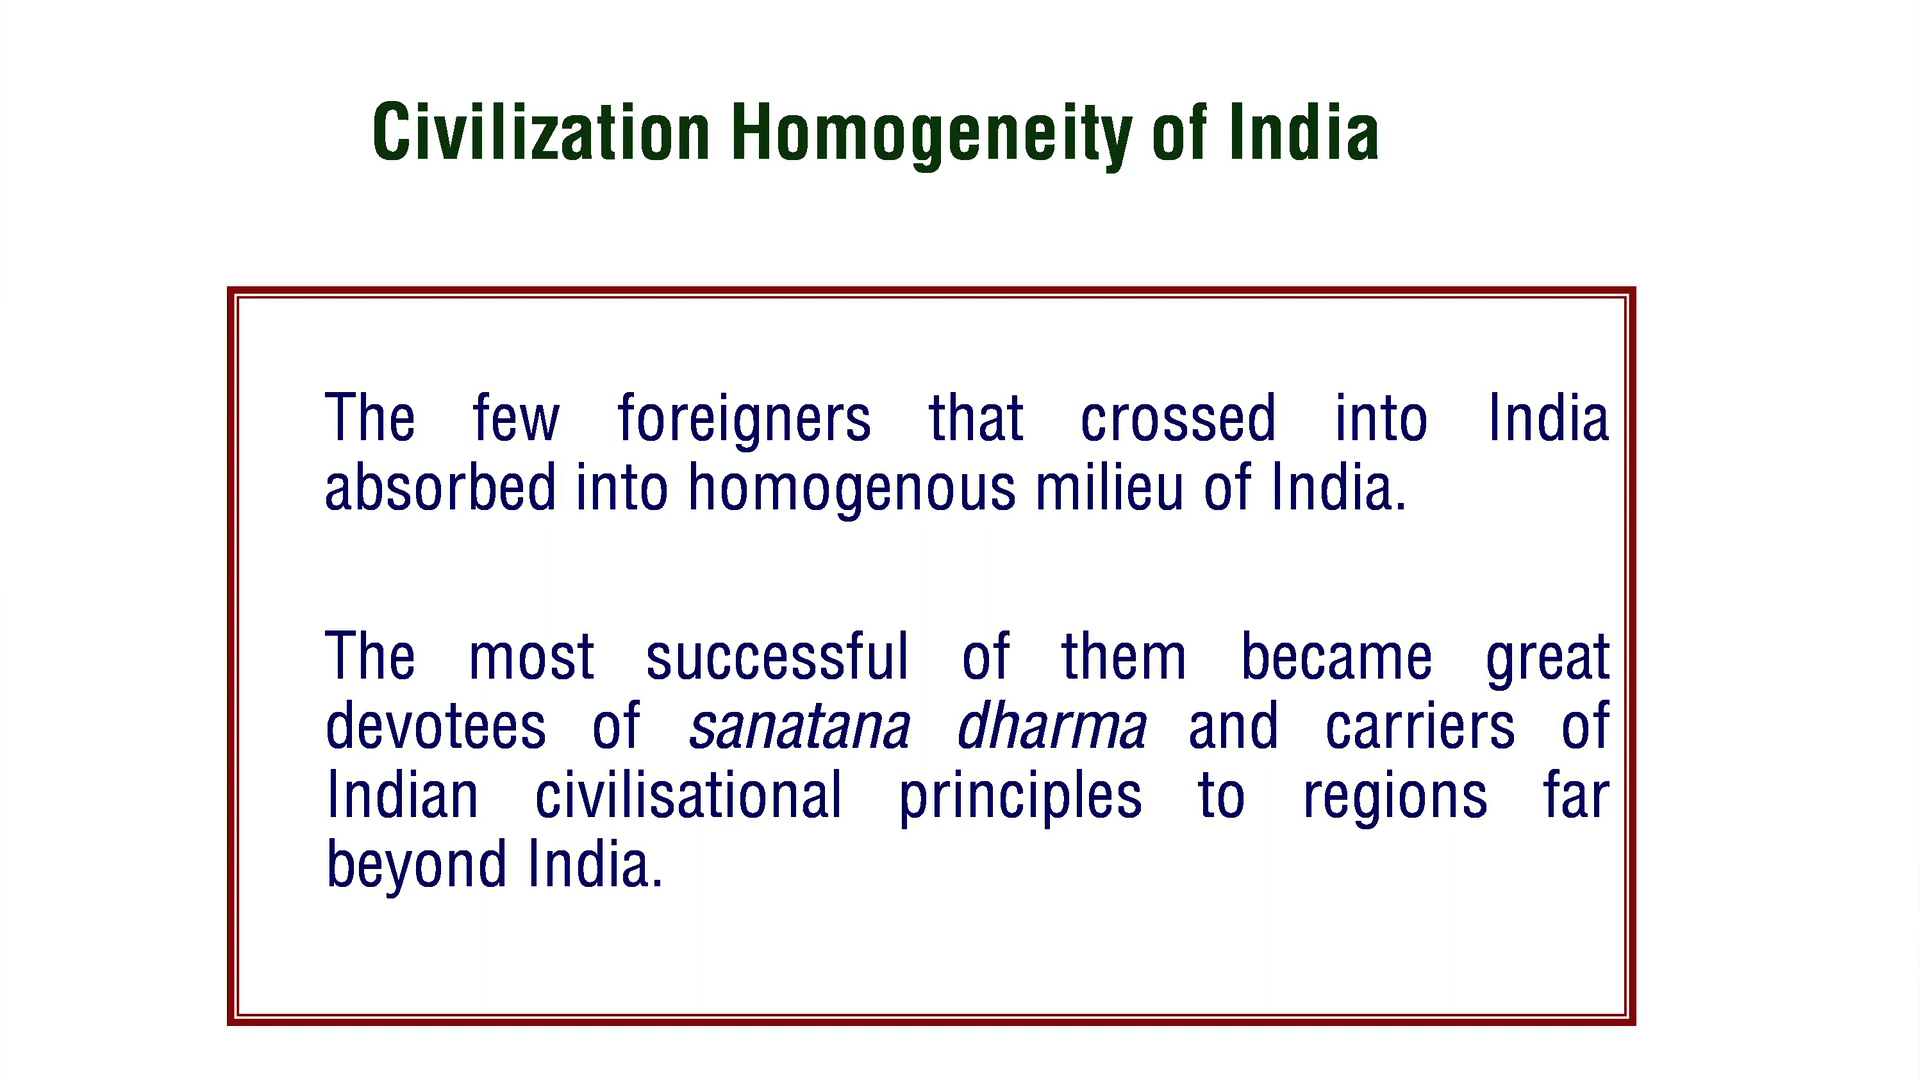 Civilization Homogeneity of India
The few foreigners that crossed into India
absorbed into homogenous milieu of India.
The most successful of them became great
devotees of sanatana dharma and carriers of
Indian civilisational principles to regions far
beyond India.